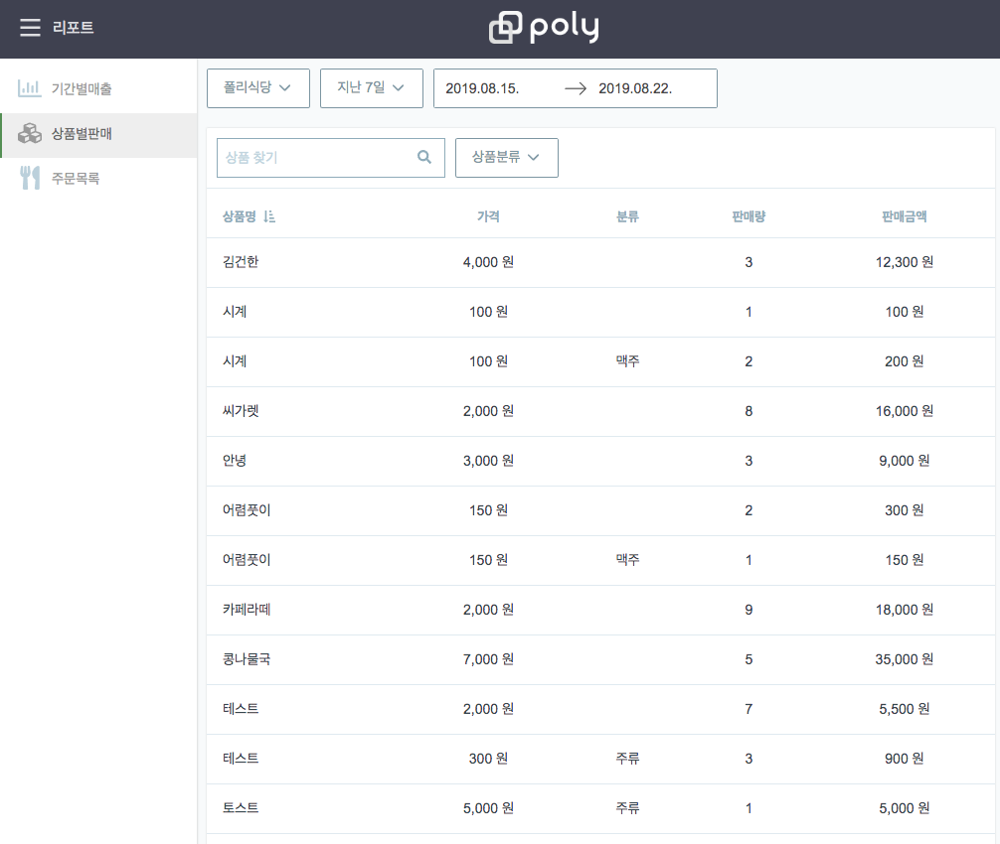 리포트
poly
기간별매출
상품별판매
주문목록
폴리식당 지난 7일 2019.08.15. 2019.08.22.
상품 찾기 상품분류
상품명 가격 분류 판매량 판매금액
김건한 4,000 원 3 12,300 원
시계 100 원 1 100 원
시계 100 원 맥주 2 200 원
씨가렛 2,000 원 8 16,000 원
안녕 3,000 원 3 9,000 원
어렴풋이 150 원 2 300 원
어렴풋이 150 원 맥주 1 150 원
카페라떼 2,000 원 9 18,000 원
콩나물국 7,000 원 5 35,000 원
테스트 2,000 원 7 5,500 원
테스트 300 원 주류 3 900 원
토스트 5,000 원 주류 1 5,000 원